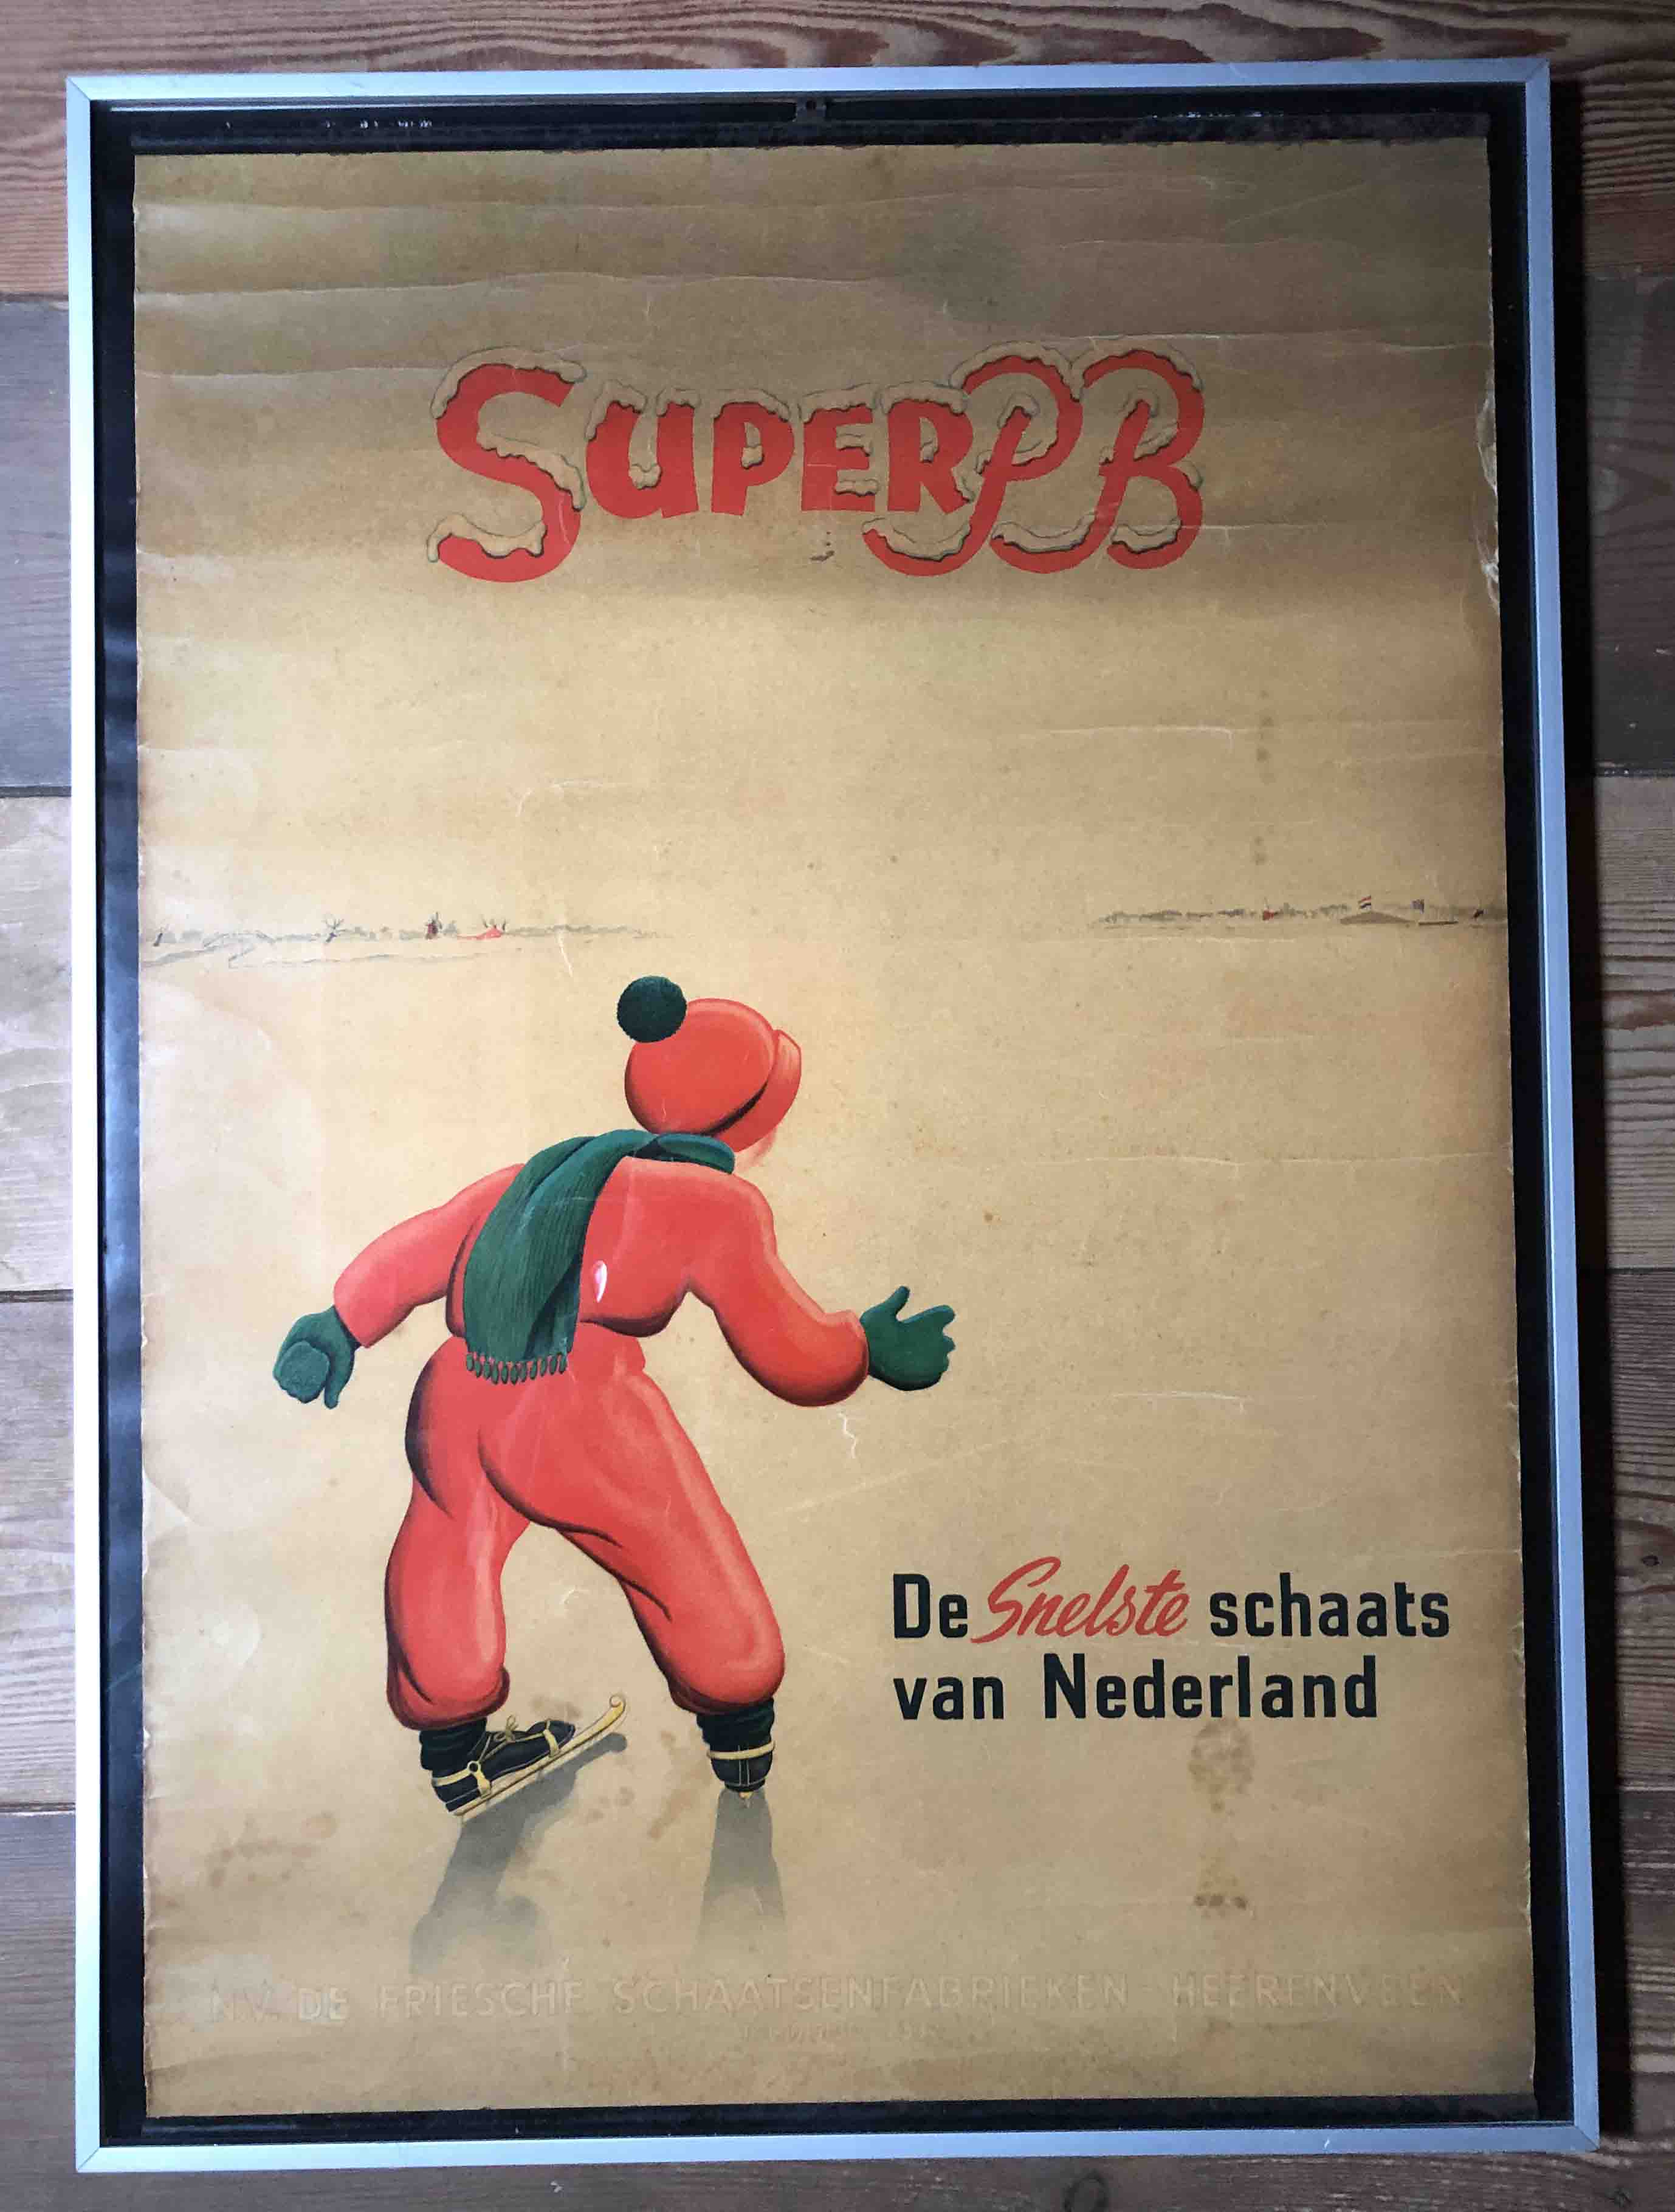 SUPER PB
De Snelste schaats
van Nederland
N.V. DE FRIESCHE SCHAATSENFABRIEKEN - HEERENVEEN